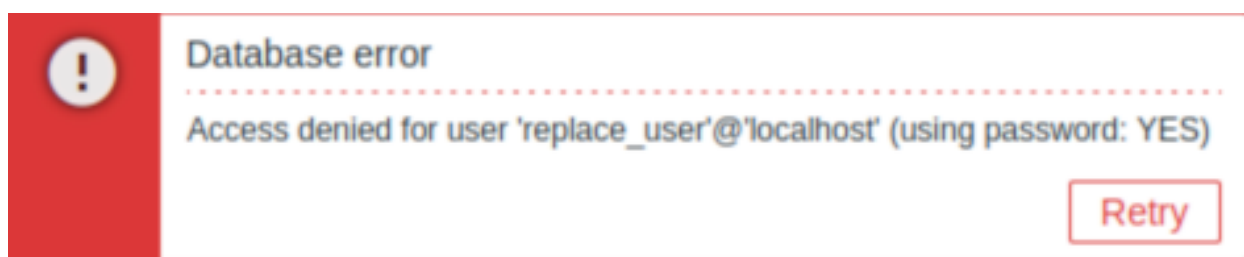 Database error
Access denied for user 'replace_user'@'localhost' (using password: YES)
Retry